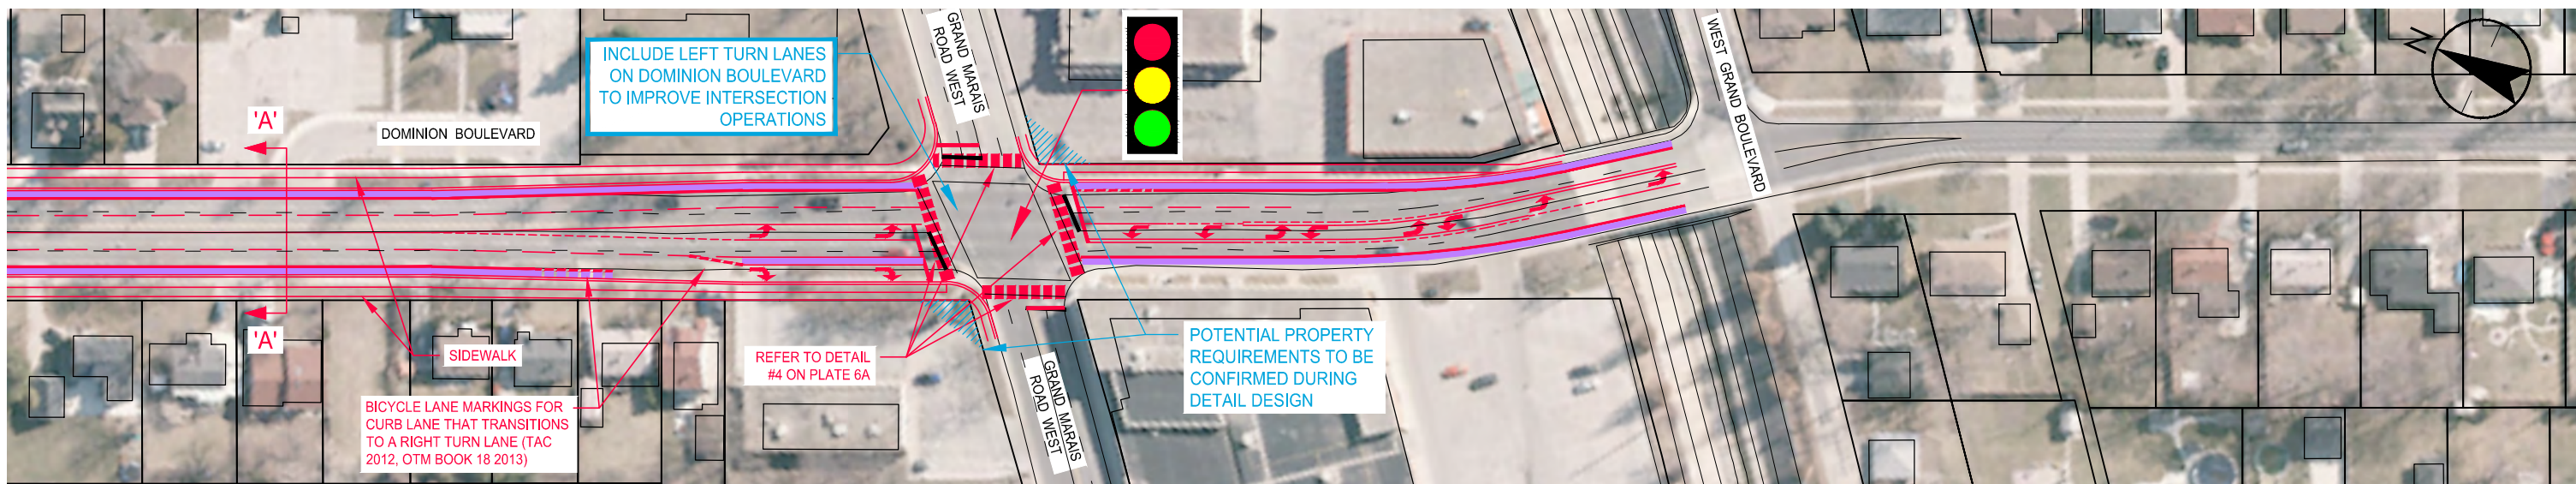 INCLUDE LEFT TURN LANES
ON DOMINION BOULEVARD
TO IMPROVE INTERSECTION
OPERATIONS
GRAND MARAIS
ROAD WEST
WEST GRAND BOULEVARD
N
'A'
DOMINION BOULEVARD
'A'
SIDEWALK
REFER TO DETAIL
#4 ON PLATE 6A
POTENTIAL PROPERTY
REQUIREMENTS TO BE
CONFIRMED DURING
DETAIL DESIGN
GRAND MARAIS
ROAD WEST
BICYCLE LANE MARKINGS FOR
CURB LANE THAT TRANSITIONS
TO A RIGHT TURN LANE (TAC
2012, OTM BOOK 18 2013)